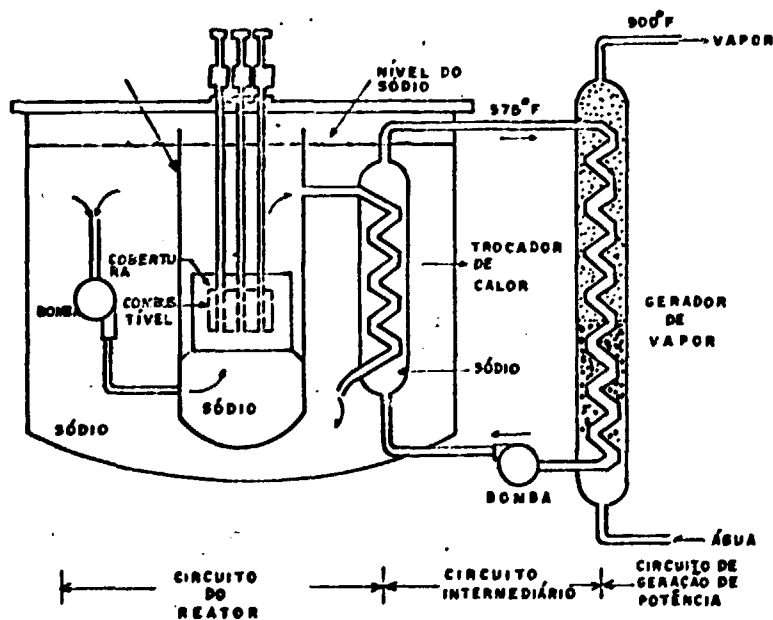 900°F
VAPOR
NÍVEL DO
SÓDIO
975°F
COBERTU
RA
COMBUS
TÍVEL
BOMBA
TROCADOR
DE
CALOR
GERADOR
DE
VAPOR
SÓDIO
SÓDIO
SÓDIO
BOMBA
ÁGUA
CIRCUITO
DO
REATOR
CIRCUITO
INTERMEDIÁRIO
CIRCUITO DE
GERAÇÃO DE
POTÊNCIA